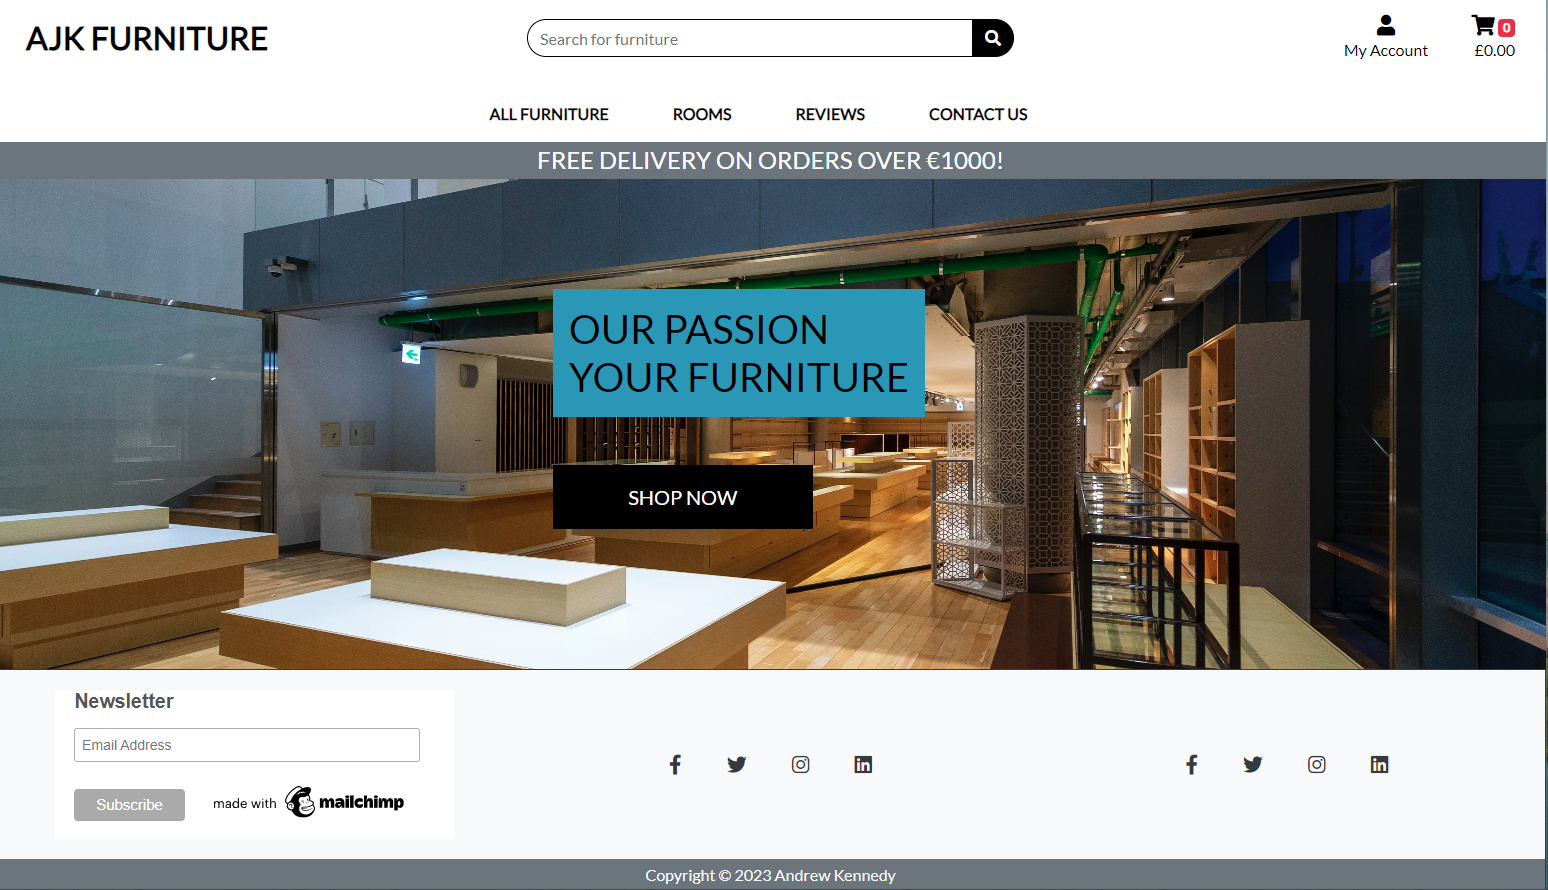 AJK FURNITURE
Search for furniture
My Account
0
£0.00
ALL FURNITURE
ROOMS
REVIEWS
CONTACT US
FREE DELIVERY ON ORDERS OVER €1000!
OUR PASSION
YOUR FURNITURE
SHOP NOW
Newsletter
Email Address
Subscribe
made with mailchimp
Copyright © 2023 Andrew Kennedy